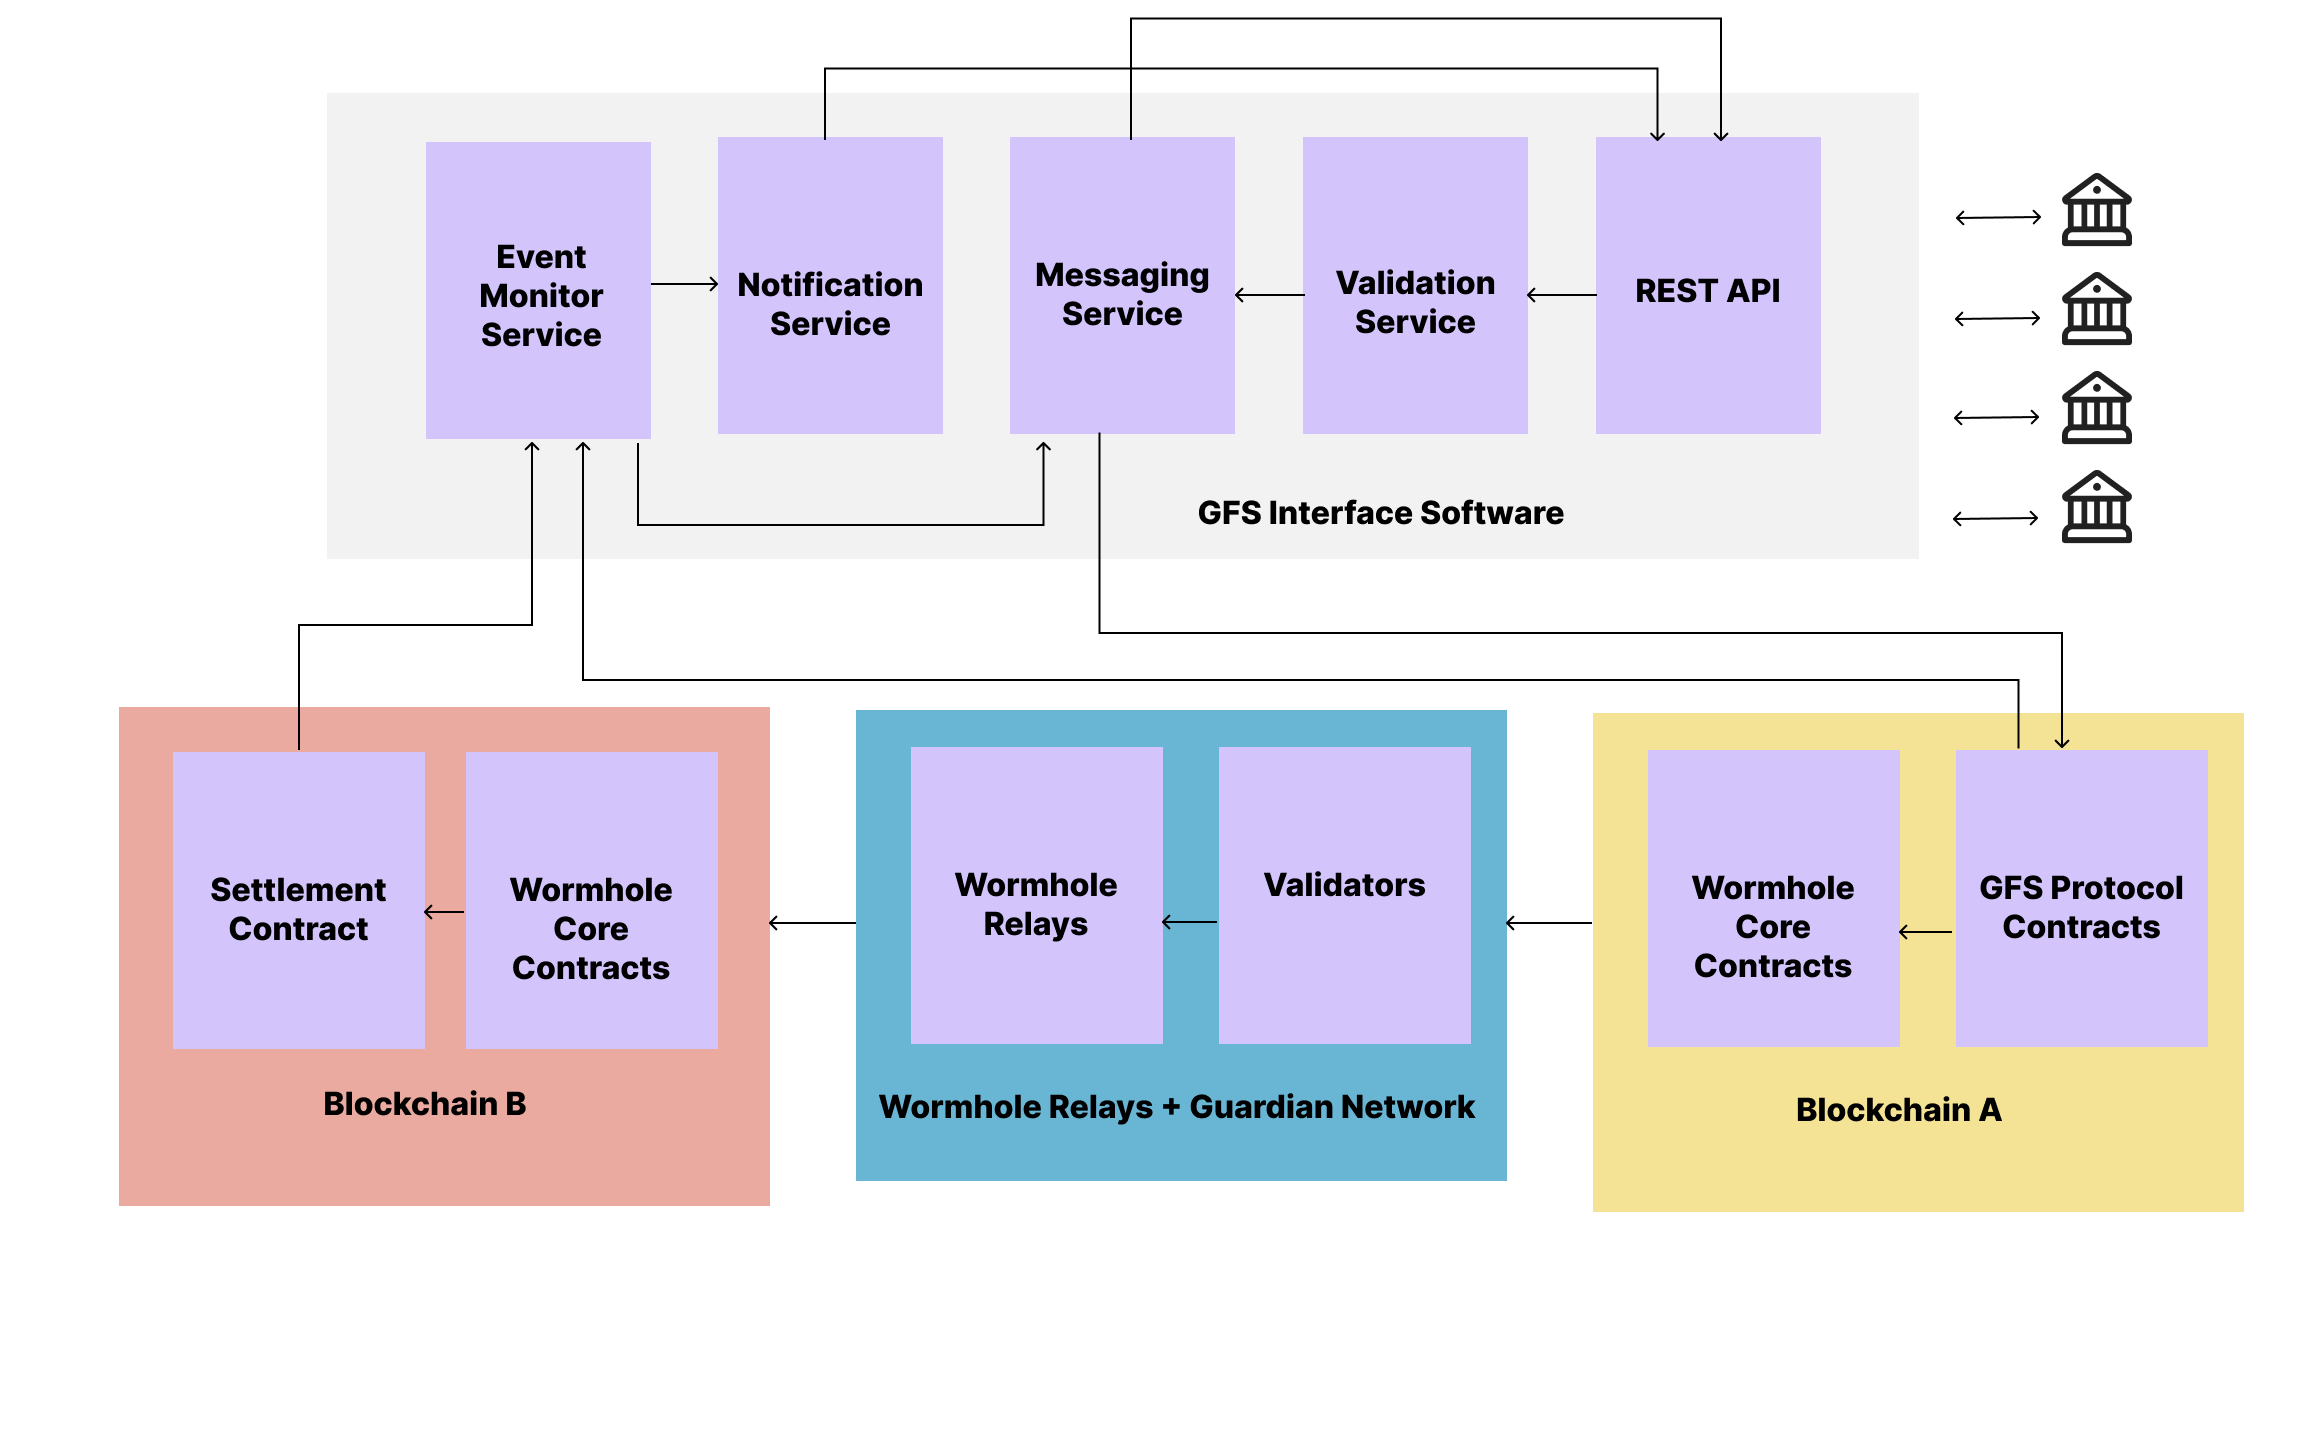 Event
Monitor
Service
Notification
Service
Messaging
Service
Validation
Service
REST API
GFS Interface Software
Settlement
Contract
Wormhole
Core
Contracts
Blockchain B
Wormhole
Relays
Validators
Wormhole Relays + Guardian Network
Wormhole
Core
Contracts
GFS Protocol
Contracts
Blockchain A